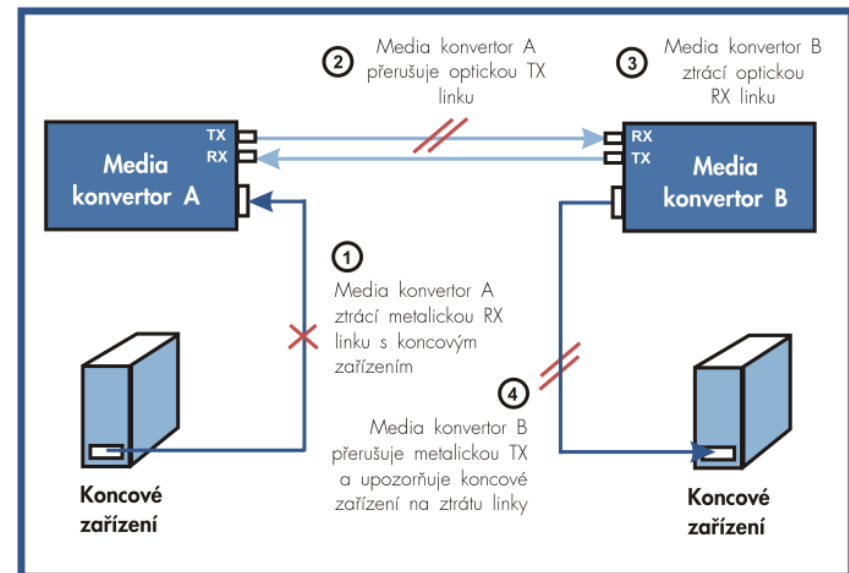 2
Media konvertor A
přerušuje optickou TX
linku
3
Media konvertor B
ztrácí optickou
RX linku
TX
RX
Media
konvertor A
RX
TX
Media
konvertor B
1
Media konvertor A
ztrácí metalickou RX
linku s koncovým
zařízením
4
Media konvertor B
přerušuje metalickou TX
a upozorňuje koncové
zařízení na ztrátu linky
Koncové
zařízení
Koncové
zařízení